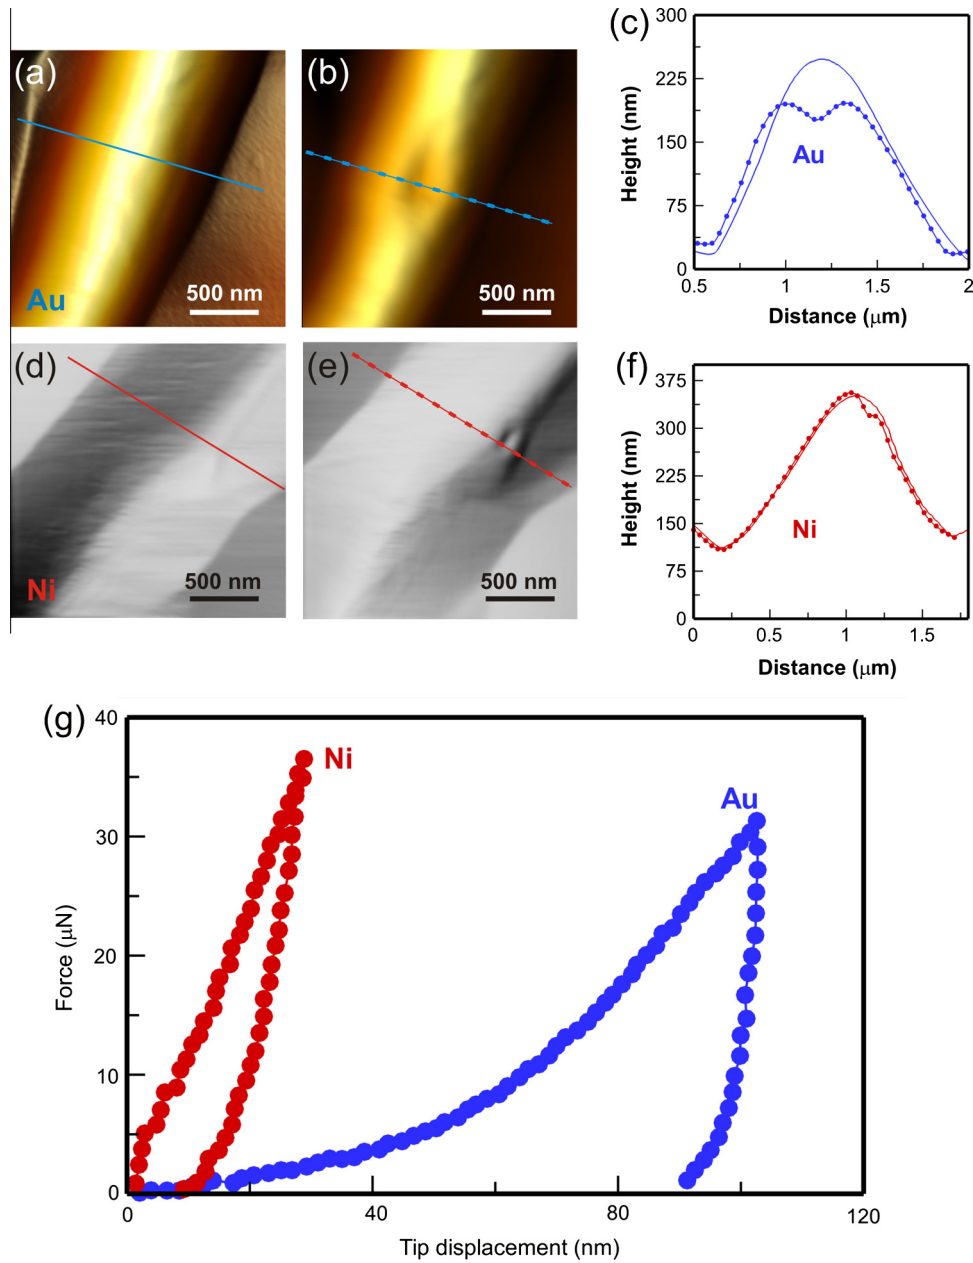 (a)
Au
500 nm
(b)
500 nm
(c)
300
225
150
75
0
0.5
1
1.5
2
Height (nm)
Au
Distance (μm)
(d)
Ni
500 nm
(e)
500 nm
(f)
375
300
225
150
75
0
0
0.5
1
1.5
Height (nm)
Ni
Distance (μm)
(g)
40
30
20
10
0
0
40
80
120
Force (μN)
Ni
Au
Tip displacement (nm)